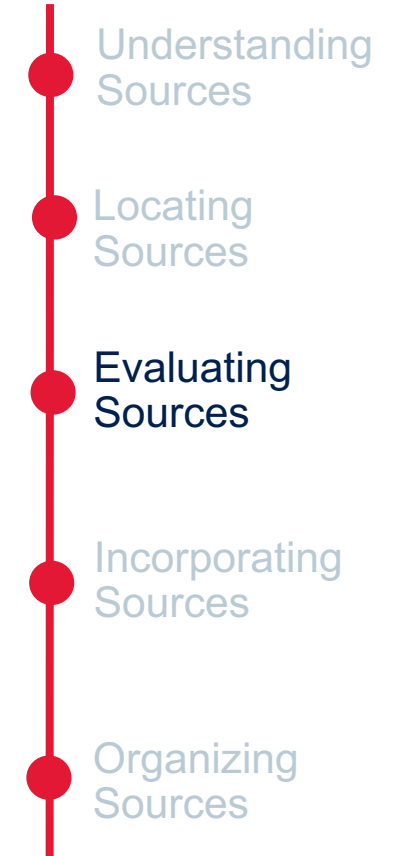 Understanding
Sources
Locating
Sources
Evaluating
Sources
Incorporating
Sources
Organizing
Sources